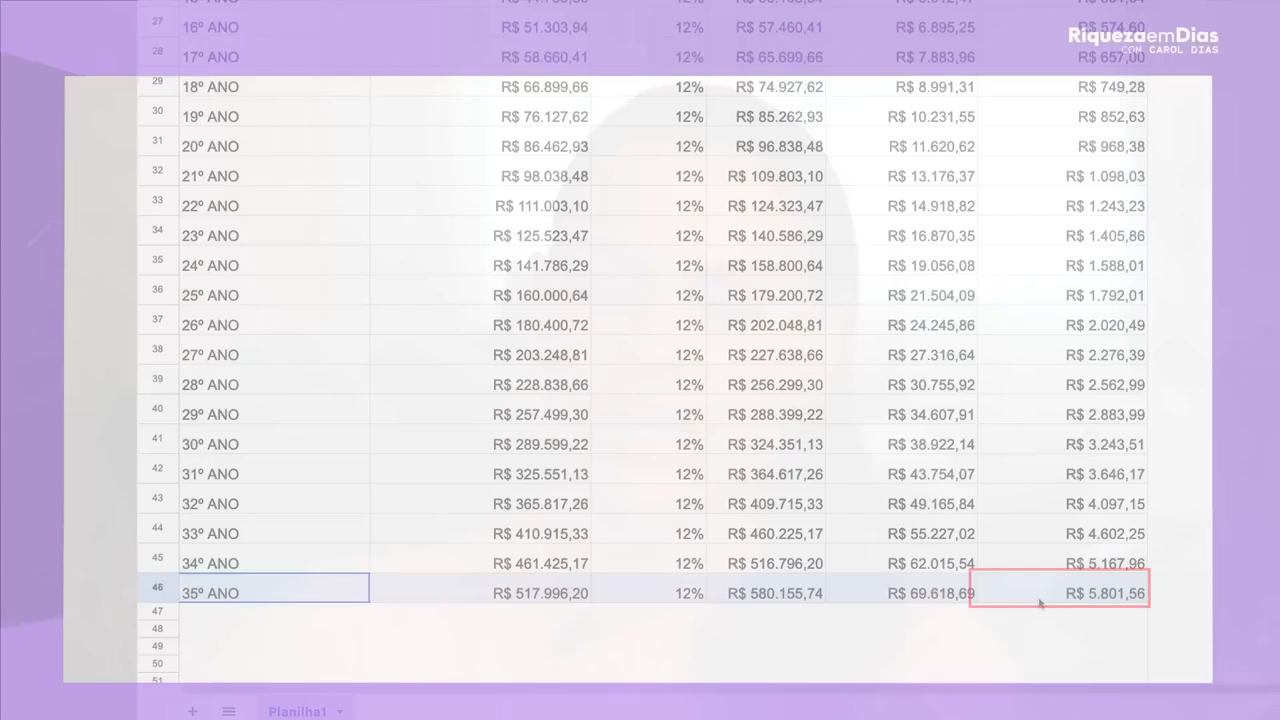 27 16º ANO R$ 51.303,94 12% R$ 57.460,41 R$ 6.895,25 R$ 574,60
RiquezaemDias
COM CAROL DIAS
28 17º ANO R$ 58.660,41 12% R$ 65.699,66 R$ 7.883,96 R$ 657,00
29 18º ANO R$ 66.899,66 12% R$ 74.927,62 R$ 8.991,31 R$ 749,28
30 19º ANO R$ 76.127,62 12% R$ 85.262,93 R$ 10.231,55 R$ 852,63
31 20º ANO R$ 86.462,93 12% R$ 96.838,48 R$ 11.620,62 R$ 968,38
32 21º ANO R$ 98.038,48 12% R$ 109.803,10 R$ 13.176,37 R$ 1.098,03
33 22º ANO R$ 111.003,10 12% R$ 124.323,47 R$ 14.918,82 R$ 1.243,23
34 23º ANO R$ 125.523,47 12% R$ 140.586,29 R$ 16.870,35 R$ 1.405,86
35 24º ANO R$ 141.786,29 12% R$ 158.800,64 R$ 19.056,08 R$ 1.588,01
36 25º ANO R$ 160.000,64 12% R$ 179.200,72 R$ 21.504,09 R$ 1.792,01
37 26º ANO R$ 180.400,72 12% R$ 202.048,81 R$ 24.245,86 R$ 2.020,49
38 27º ANO R$ 203.248,81 12% R$ 227.638,66 R$ 27.316,64 R$ 2.276,39
39 28º ANO R$ 228.838,66 12% R$ 256.299,30 R$ 30.755,92 R$ 2.562,99
40 29º ANO R$ 257.499,30 12% R$ 288.399,22 R$ 34.607,91 R$ 2.883,99
41 30º ANO R$ 289.599,22 12% R$ 324.351,13 R$ 38.922,14 R$ 3.243,51
42 31º ANO R$ 325.551,13 12% R$ 364.617,26 R$ 43.754,07 R$ 3.646,17
43 32º ANO R$ 365.817,26 12% R$ 409.715,33 R$ 49.165,84 R$ 4.097,15
44 33º ANO R$ 410.915,33 12% R$ 460.225,17 R$ 55.227,02 R$ 4.602,25
45 34º ANO R$ 461.425,17 12% R$ 516.796,20 R$ 62.015,54 R$ 5.167,96
46 35º ANO R$ 517.996,20 12% R$ 580.155,74 R$ 69.618,69 R$ 5.801,56
47
48
49
50
51
Planilha1